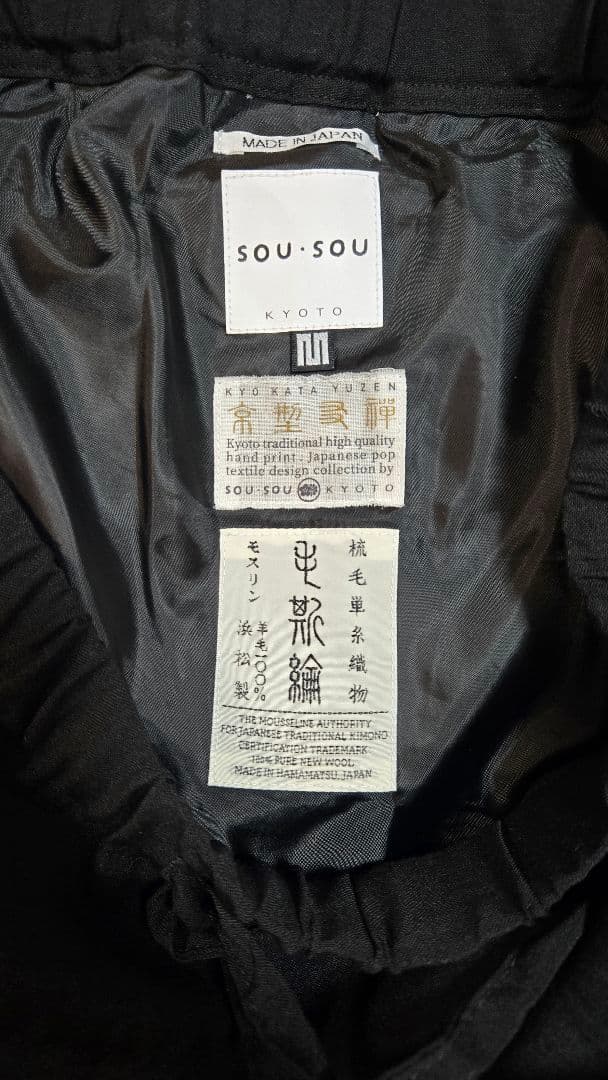 MADE IN JAPAN
SOU・SOU
KYOTO
M
KYO KATA YUZEN
京型友禅
Kyoto traditional high quality
hand print . Japanese pop
textile design collection by
SOU・SOU KYOTO
梳毛単糸織物
毛斯綸
モスリン
羊毛一〇〇%
浜松製
THE MOUSSELINE AUTHORITY
FOR JAPANESE TRADITIONAL KIMONO
CERTIFICATION TRADEMARK
100% PURE NEW WOOL
MADE IN HAMAMATSU, JAPAN